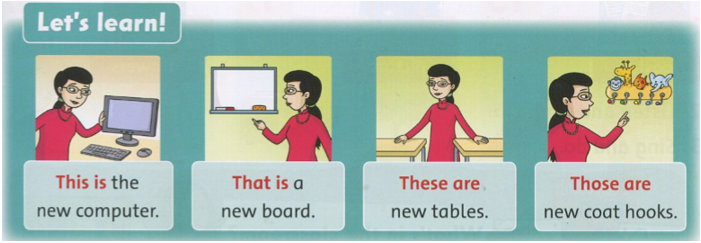 Let's learn!
This is the
new computer.
That is a
new board.
These are
new tables.
Those are
new coat hooks.